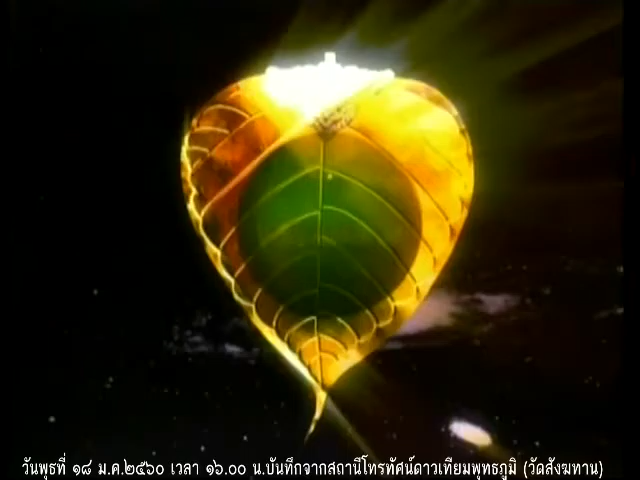 วันพุธที่ ๑๘ ม.ค.๒๕๖๐ เวลา ๑๖.๐๐ น.บันทึกจากสถานีโทรทัศน์ดาวเทียมพุทธภูมิ (วัดสังฆทาน)